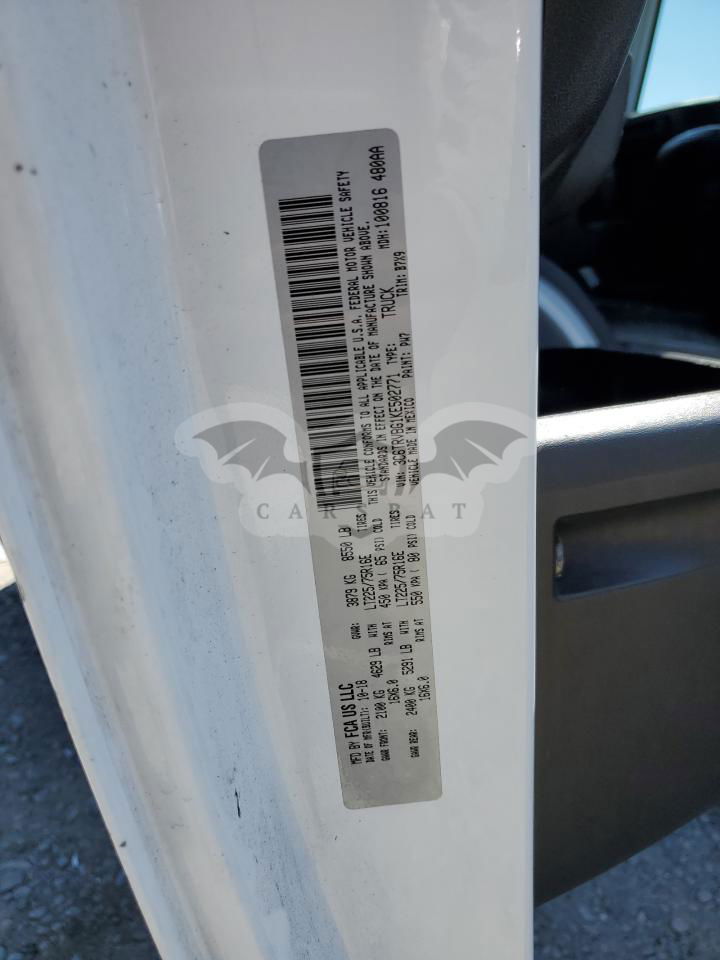 MFD BY FCA US LLC
DATE OF MFR(BUILT): 10-18 GVWR: 3879 KG 8550 LB
GAWR FRONT: 2100 KG 4629 LB WITH LT225/75R16E TIRES
16X6.0 RIMS AT 450 KPA ( 65 PSI) COLD
GAWR REAR: 2400 KG 5291 LB WITH LT225/75R16E TIRES
16X6.0 RIMS AT 550 KPA ( 80 PSI) COLD
THIS VEHICLE CONFORMS TO ALL APPLICABLE U.S.A. FEDERAL MOTOR VEHICLE SAFETY
STANDARDS IN EFFECT ON THE DATE OF MANUFACTURE SHOWN ABOVE.
VIN: 3C6TRVBG1KE502771 TYPE: TRUCK MDH:100816 480AA
VEHICLE MADE IN MEXICO PAINT: PW7 TRIM: B7X9
CARSBAT